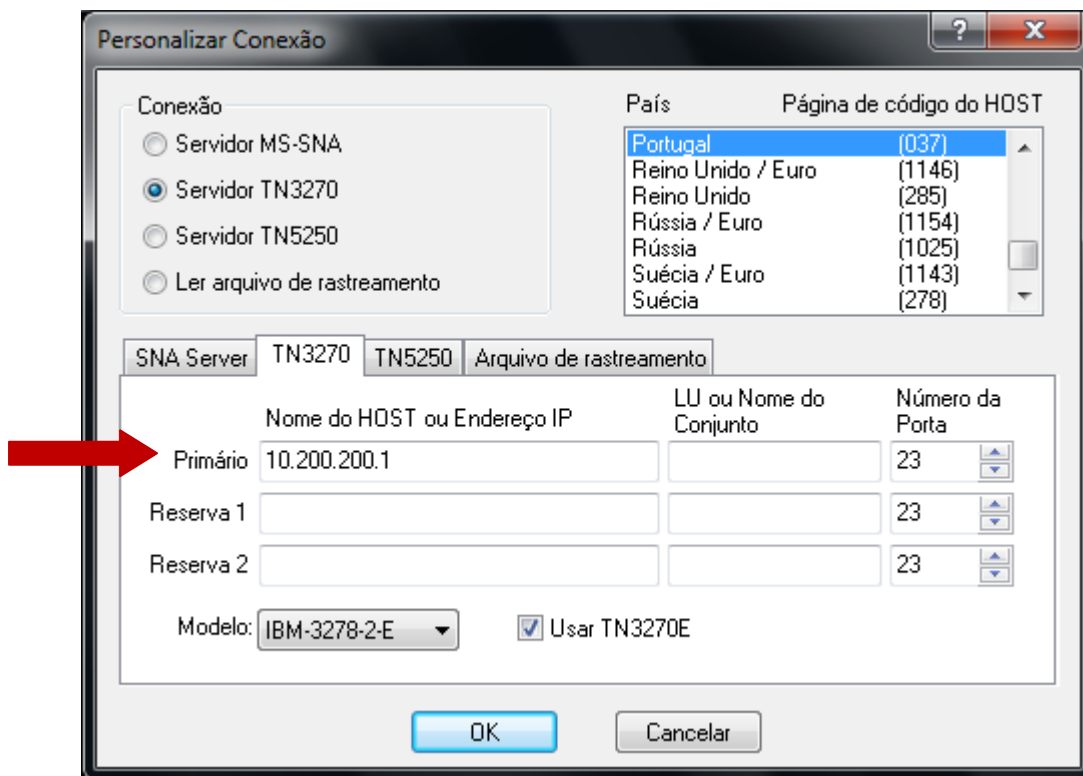 Personalizar Conexão
?
X
Conexão
Servidor MS-SNA
Servidor TN3270
Servidor TN5250
Ler arquivo de rastreamento
País Página de código do HOST
Portugal (037)
Reino Unido / Euro (1146)
Reino Unido (285)
Rússia / Euro (1154)
Rússia (1025)
Suécia / Euro (1143)
Suécia (278)
SNA Server TN3270 TN5250 Arquivo de rastreamento
Nome do HOST ou Endereço IP
LU ou Nome do
Conjunto
Número da
Porta
Primário 10.200.200.1 23
Reserva 1 23
Reserva 2 23
Modelo: IBM-3278-2-E Usar TN3270E
OK Cancelar